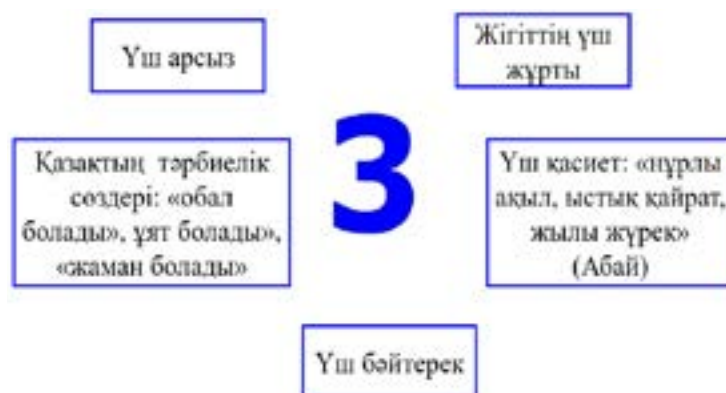 Үш арсыз
Жігіттің үш
жұрты
3
Қазақтың тәрбиелік
сөздері: «обал
болады», ұят болады»,
«жаман болады»
Үш қасиет: «нұрлы
ақыл, ыстық қайрат,
жылы жүрек»
(Абай)
Үш бәйтерек